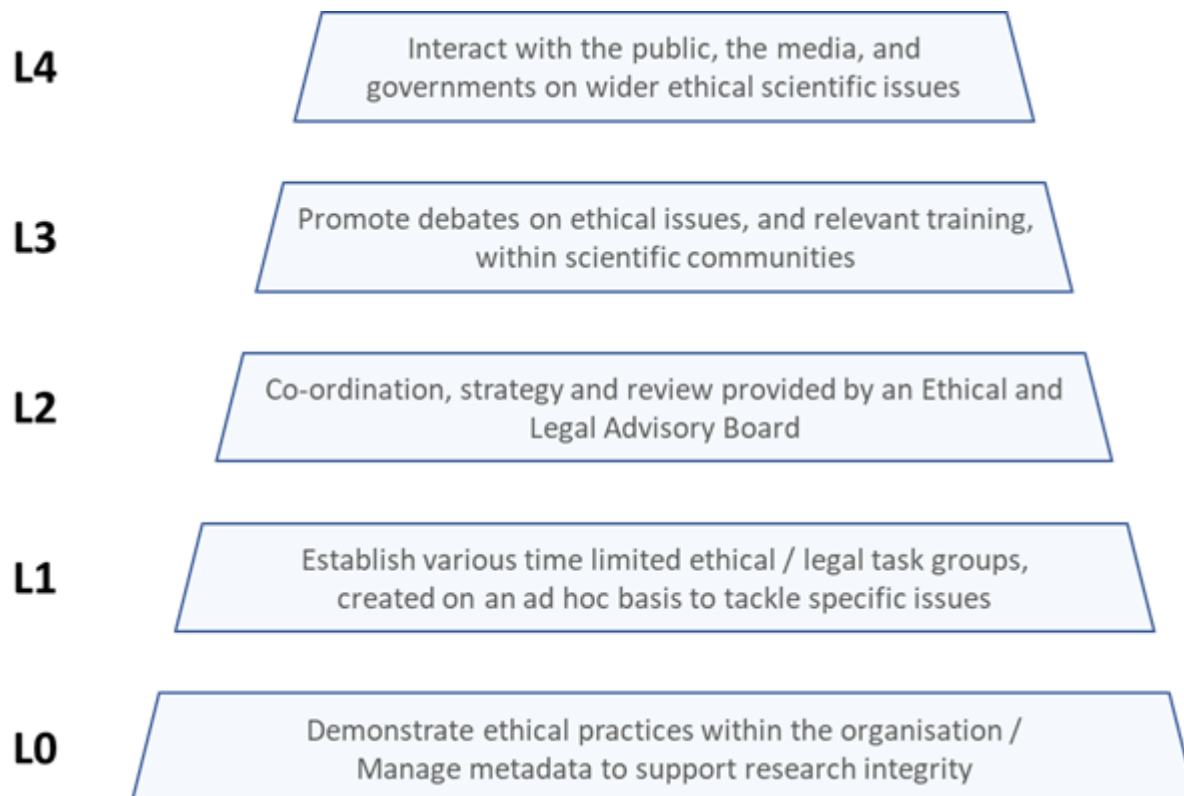 L4
Interact with the public, the media, and
governments on wider ethical scientific issues
L3
Promote debates on ethical issues, and relevant training,
within scientific communities
L2
Co-ordination, strategy and review provided by an Ethical and
Legal Advisory Board
L1
Establish various time limited ethical / legal task groups,
created on an ad hoc basis to tackle specific issues
L0
Demonstrate ethical practices within the organisation /
Manage metadata to support research integrity